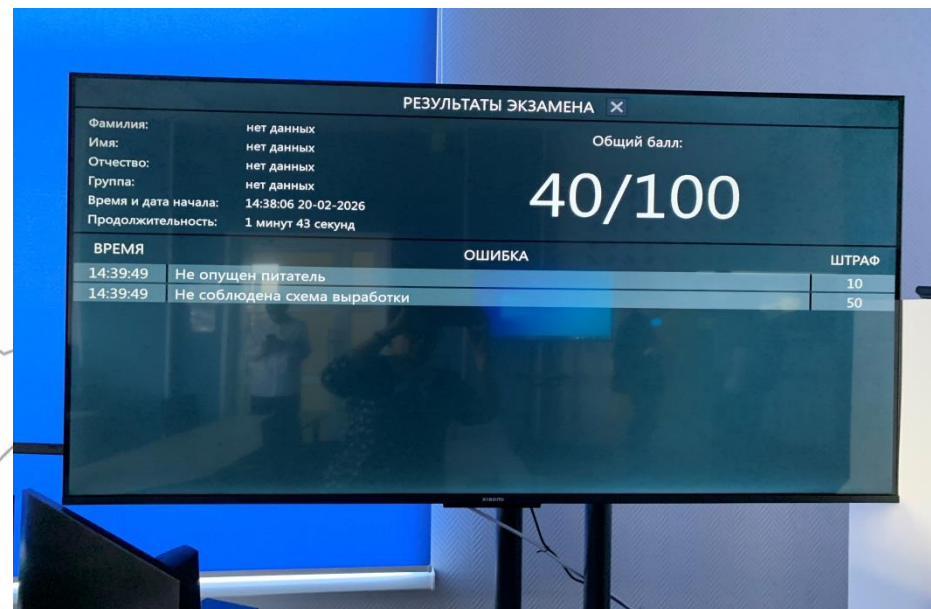 РЕЗУЛЬТАТЫ ЭКЗАМЕНА
Фамилия: нет данных
Имя: нет данных
Отчество: нет данных
Группа: нет данных
Время и дата начала: 14:38:06 20-02-2026
Продолжительность: 1 минут 43 секунд
Общий балл:
40/100
ВРЕМЯ ОШИБКА ШТРАФ
14:39:49 Не опущен питатель 10
14:39:49 Не соблюдена схема выработки 50
xiaomi